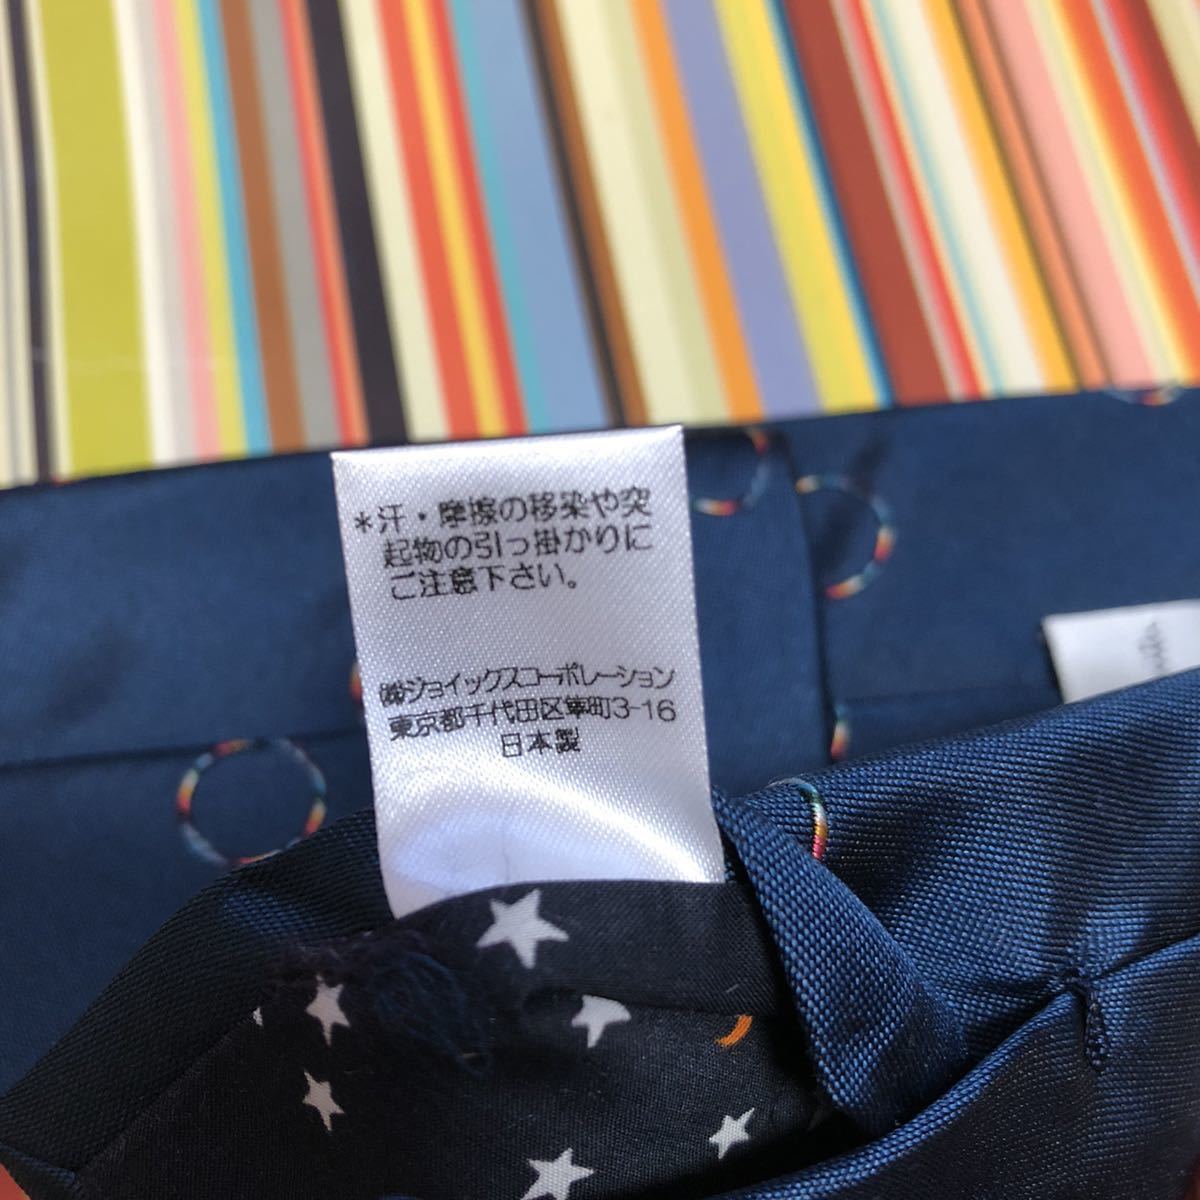 *汗・摩擦の移染や突
起物の引っ掛かりに
ご注意下さい。
㈱ジョイックスコーポレーション
東京都千代田区隼町3-16
日本製